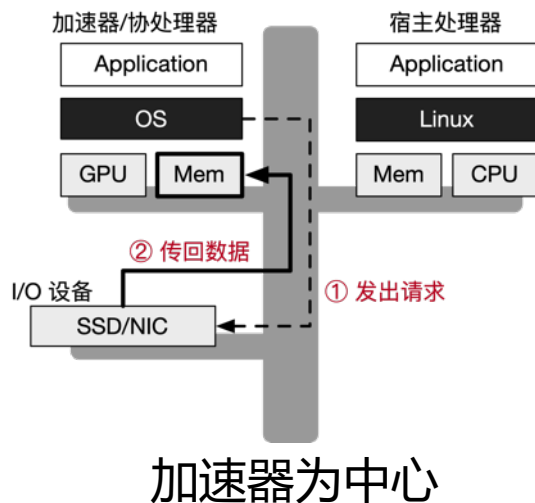 加速器/协处理器
宿主处理器
Application
Application
OS
Linux
GPU
Mem
Mem
CPU
② 传回数据
① 发出请求
I/O 设备
SSD/NIC
加速器为中心